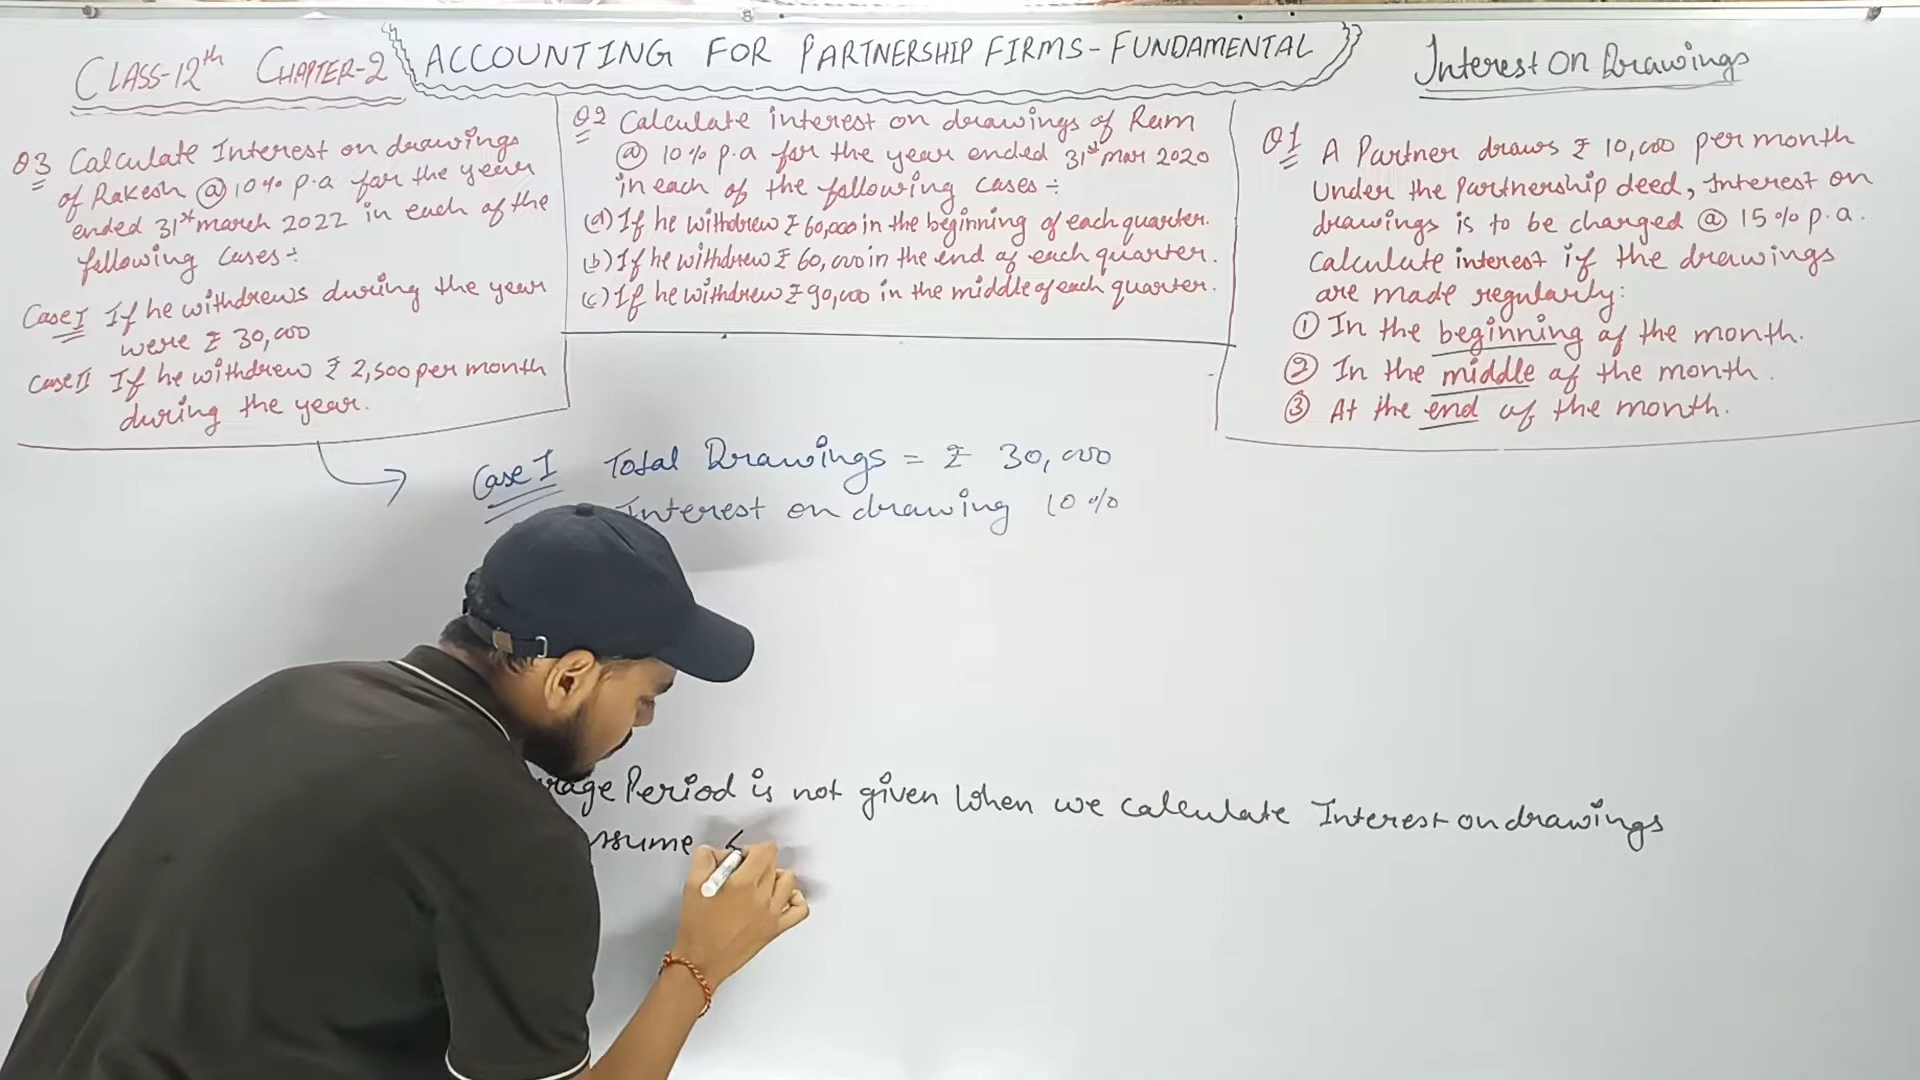 CLASS-12th CHAPTER-2
ACCOUNTING FOR PARTNERSHIP FIRMS-FUNDAMENTAL
Interest On Drawings
Q3 Calculate Interest on drawings
of Rakesh @ 10% p.a for the year
ended 31st march 2022 in each of the
following cases÷
Case I If he withdrews during the year
were ₹ 30,000
Case II If he withdrew ₹ 2,500 per month
during the year.
Q2 Calculate interest on drawings of Ram
@ 10% p.a for the year ended 31st mar 2020
in each of the following cases÷
(a) If he withdrew ₹ 60,000 in the beginning of each quarter.
(b) If he withdrew ₹ 60,000 in the end of each quarter.
(c) If he withdrew ₹ 90,000 in the middle of each quarter.
Q1 A Partner draws ₹ 10,000 per month
Under the partnership deed, Interest on
drawings is to be charged @ 15% p.a.
Calculate interest if the drawings
are made regularly:
① In the beginning of the month.
② In the middle of the month.
③ At the end of the month.
Case I Total Drawings = ₹ 30,000
Interest on drawing 10%
Period is not given When we calculate Interest on drawings